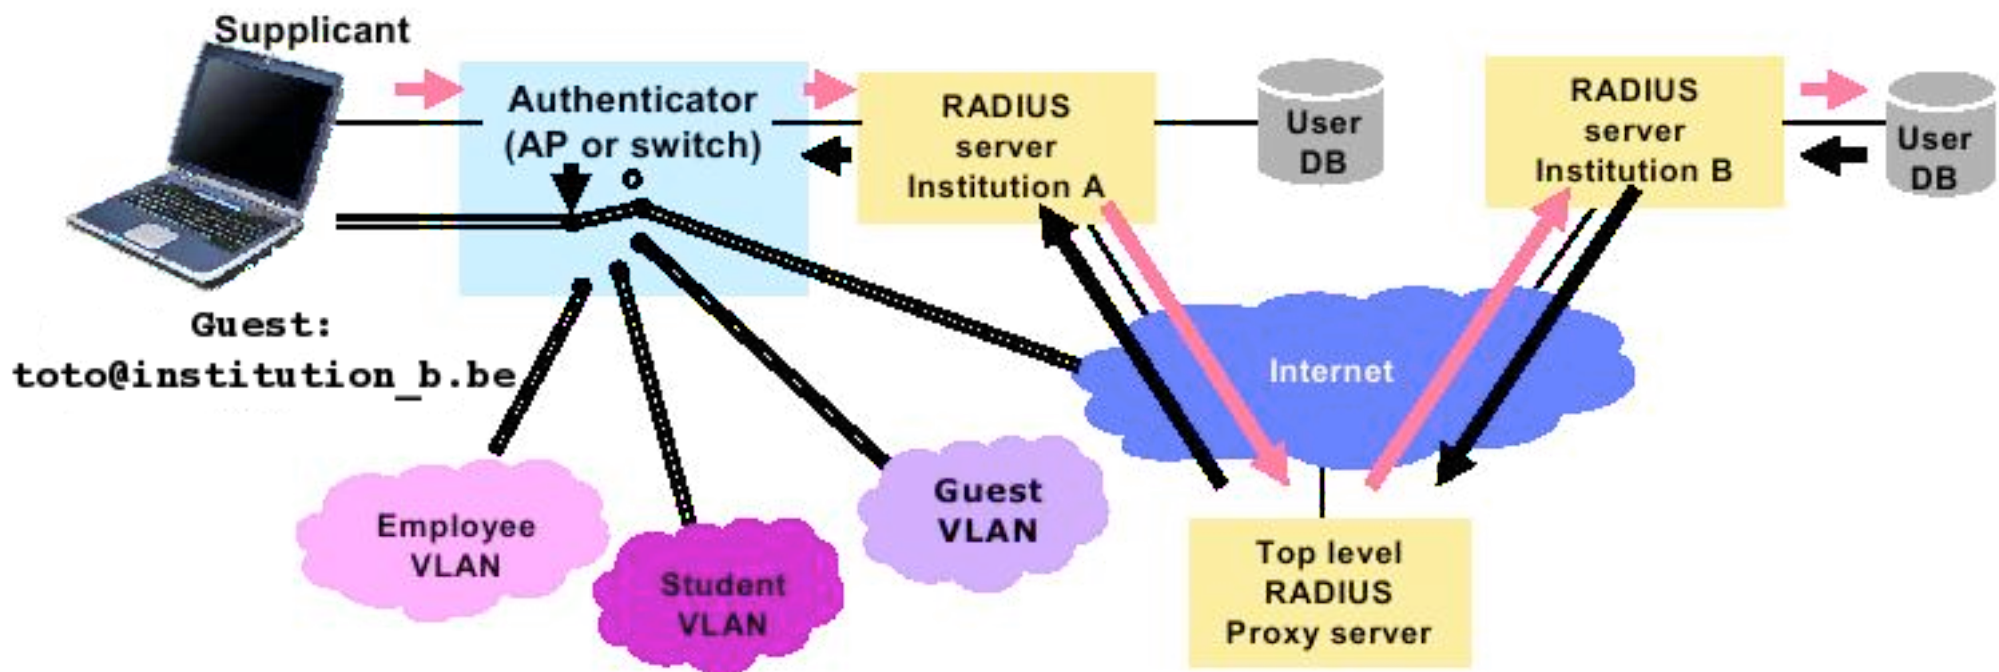 Supplicant
Authenticator
(AP or switch)
RADIUS
server
Institution A
User
DB
RADIUS
server
Institution B
User
DB
Guest:
toto@institution_b.be
Internet
Employee
VLAN
Student
VLAN
Guest
VLAN
Top level
RADIUS
Proxy server